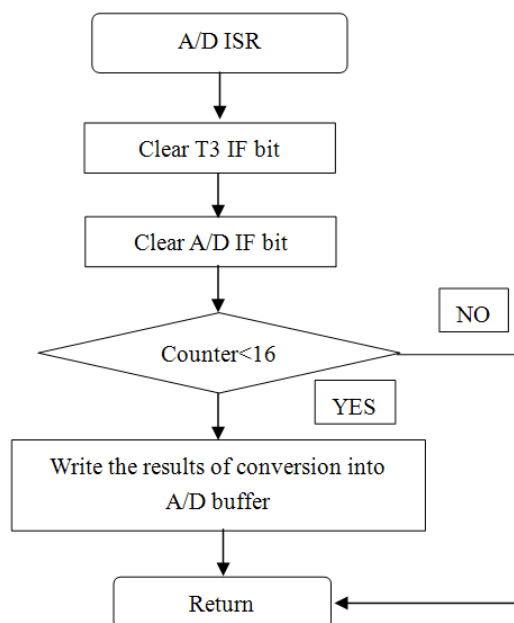 A/D ISR
Clear T3 IF bit
Clear A/D IF bit
NO
Counter<16
YES
Write the results of conversion into
A/D buffer
Return